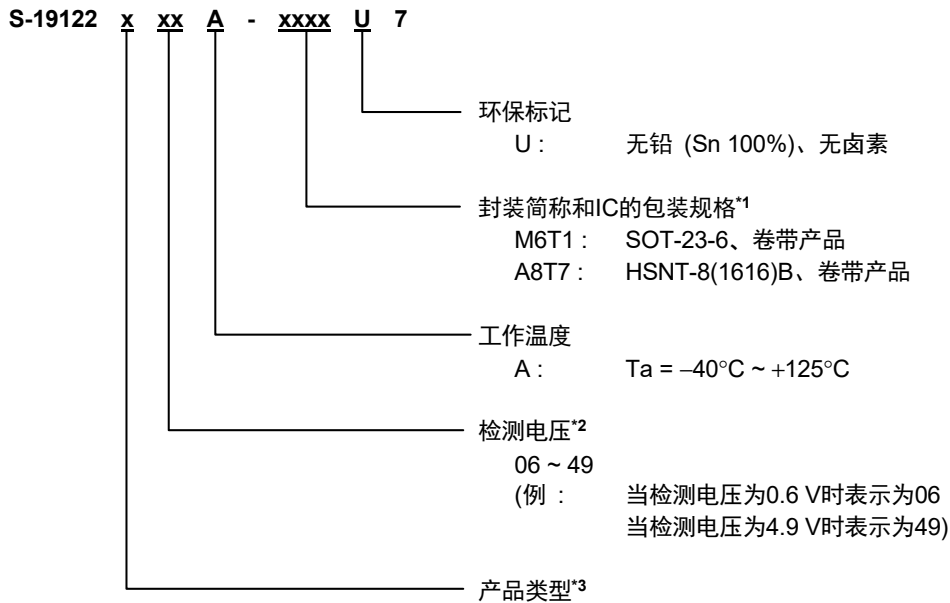 S-19122 x xx A - xxxx U 7
环保标记
U : 无铅 (Sn 100%)、无卤素
封装简称和IC的包装规格*1
M6T1 : SOT-23-6、卷带产品
A8T7 : HSNT-8(1616)B、卷带产品
工作温度
A : Ta = −40°C ~ +125°C
检测电压*2
06 ~ 49
(例 : 当检测电压为0.6 V时表示为06
当检测电压为4.9 V时表示为49)
产品类型*3